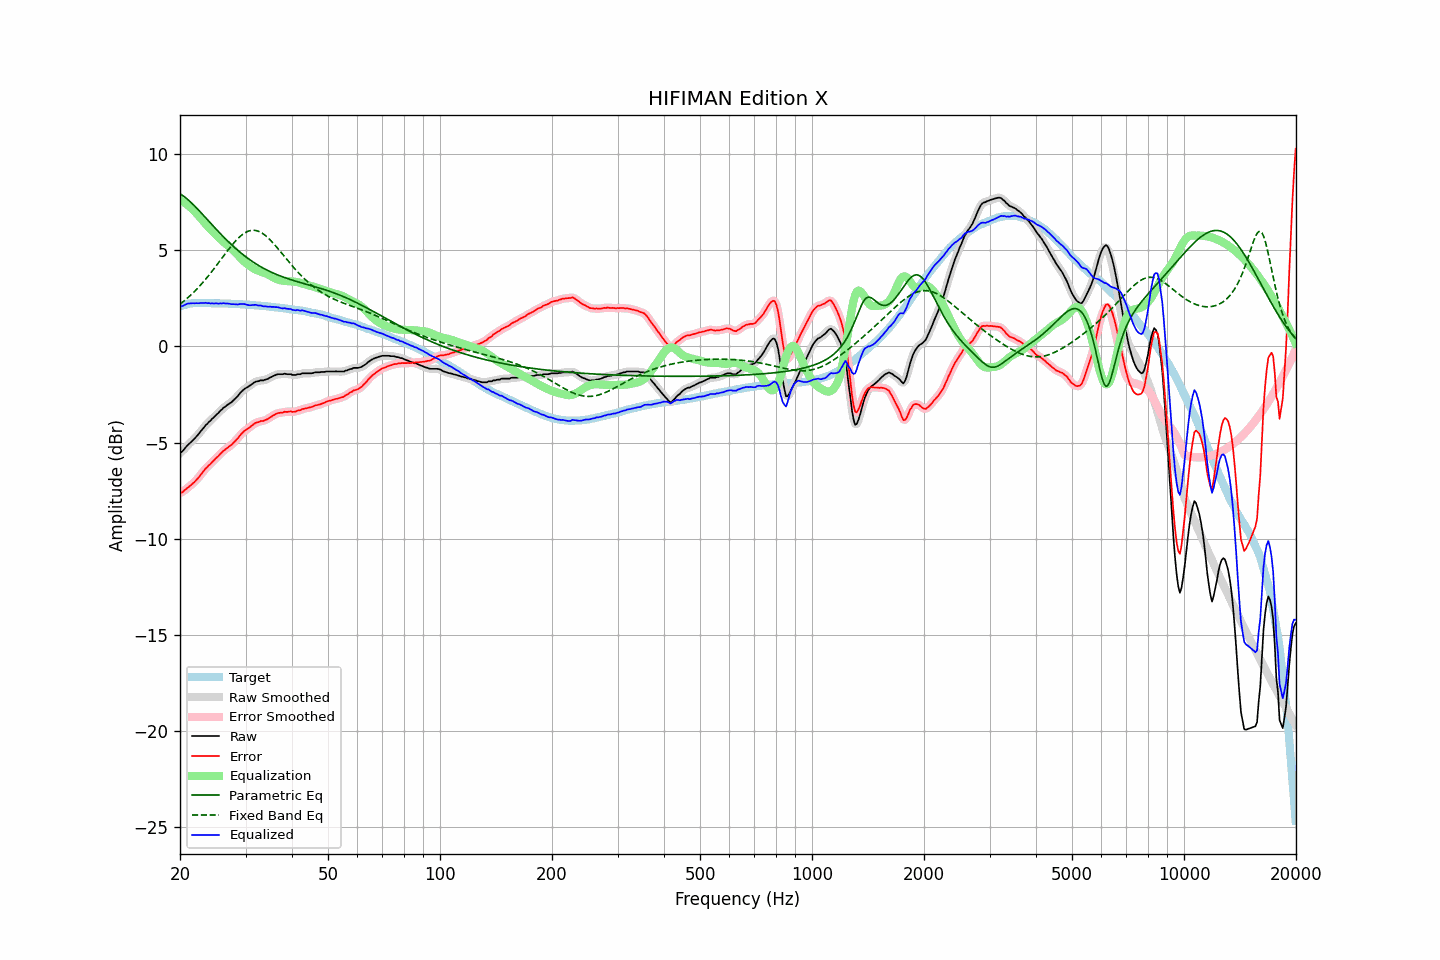 HIFIMAN Edition X
10
5
0
−5
−10
−15
−20
−25
Amplitude (dBr)
Target
Raw Smoothed
Error Smoothed
Raw
Error
Equalization
Parametric Eq
Fixed Band Eq
Equalized
20 50 100 200 500 1000 2000 5000 10000 20000
Frequency (Hz)